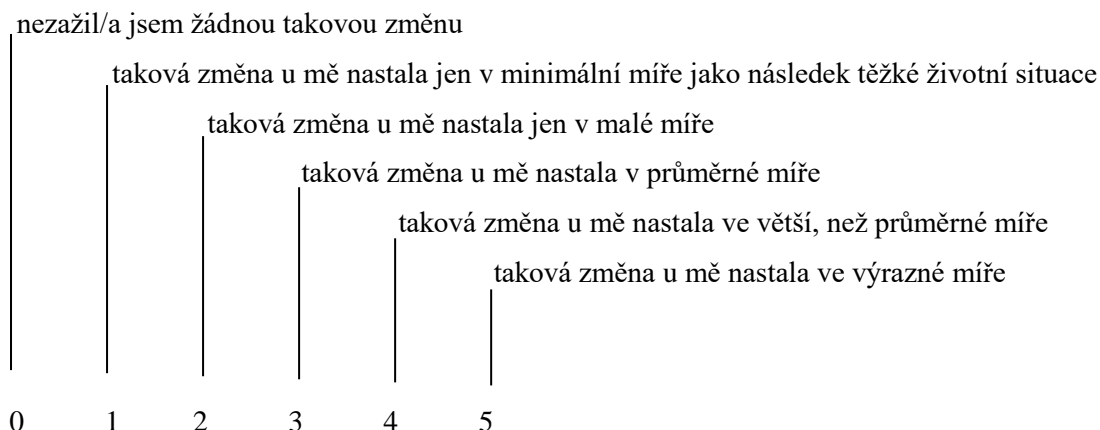 nezažil/a jsem žádnou takovou změnu
taková změna u mě nastala jen v minimální míře jako následek těžké životní situace
taková změna u mě nastala jen v malé míře
taková změna u mě nastala v průměrné míře
taková změna u mě nastala ve větší, než průměrné míře
taková změna u mě nastala ve výrazné míře
0 1 2 3 4 5